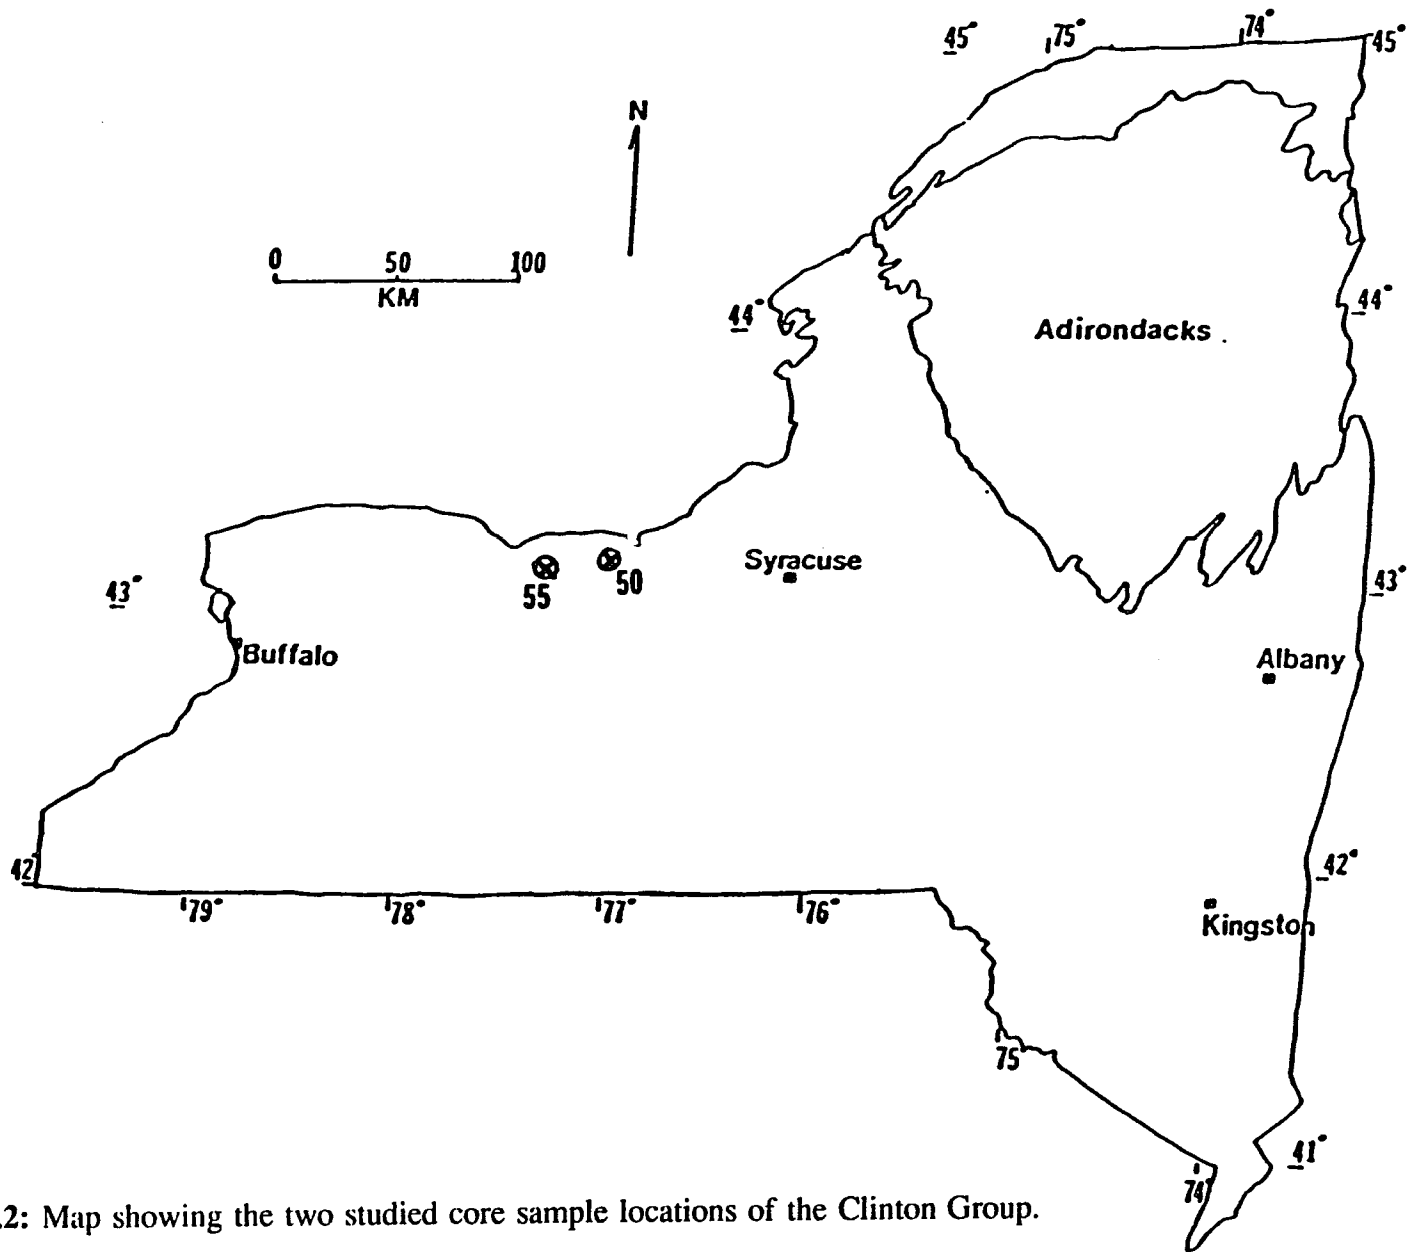 45° 75° 74° 45°
N
0 50 100
KM
44° 44°
Adirondacks
Syracuse
55 50
43° 43°
Buffalo
Albany
42 42°
79° 78° 77° 76°
Kingston
75
41°
74
.2: Map showing the two studied core sample locations of the Clinton Group.